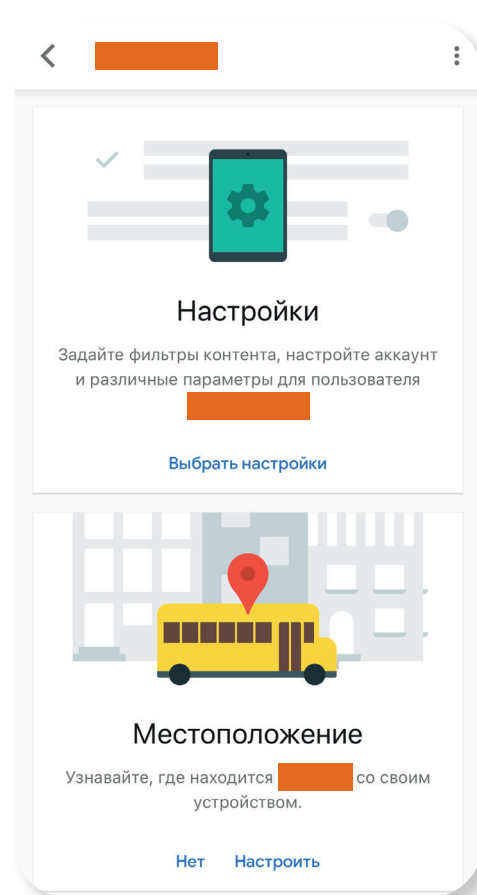 Настройки
Задайте фильтры контента, настройте аккаунт
и различные параметры для пользователя
Выбрать настройки
Местоположение
Узнавайте, где находится со своим
устройством.
Нет Настроить